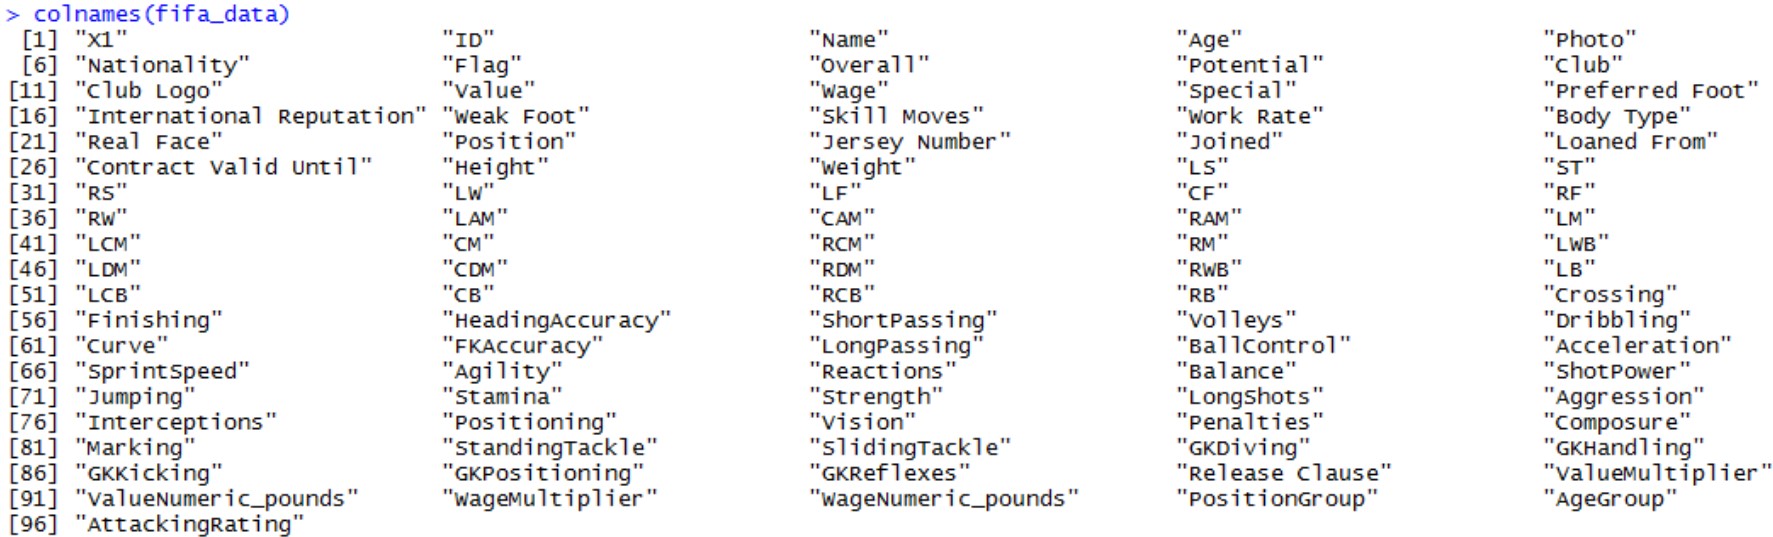 > colnames(fifa_data)
[1] "X1" "ID" "Name" "Age" "Photo"
[6] "Nationality" "Flag" "Overall" "Potential" "Club"
[11] "Club Logo" "Value" "Wage" "Special" "Preferred Foot"
[16] "International Reputation" "Weak Foot" "Skill Moves" "Work Rate" "Body Type"
[21] "Real Face" "Position" "Jersey Number" "Joined" "Loaned From"
[26] "Contract Valid Until" "Height" "Weight" "LS" "ST"
[31] "RS" "LW" "LF" "CF" "RF"
[36] "RW" "LAM" "CAM" "RAM" "LM"
[41] "LCM" "CM" "RCM" "RM" "LWB"
[46] "LDM" "CDM" "RDM" "RWB" "LB"
[51] "LCB" "CB" "RCB" "RB" "Crossing"
[56] "Finishing" "HeadingAccuracy" "ShortPassing" "Volleys" "Dribbling"
[61] "Curve" "FKAccuracy" "LongPassing" "BallControl" "Acceleration"
[66] "SprintSpeed" "Agility" "Reactions" "Balance" "ShotPower"
[71] "Jumping" "Stamina" "Strength" "LongShots" "Aggression"
[76] "Interceptions" "Positioning" "Vision" "Penalties" "Composure"
[81] "Marking" "StandingTackle" "SlidingTackle" "GKDiving" "GKHandling"
[86] "GKKicking" "GKPositioning" "GKReflexes" "Release Clause" "ValueMultiplier"
[91] "ValueNumeric_pounds" "WageMultiplier" "WageNumeric_pounds" "PositionGroup" "AgeGroup"
[96] "AttackingRating"